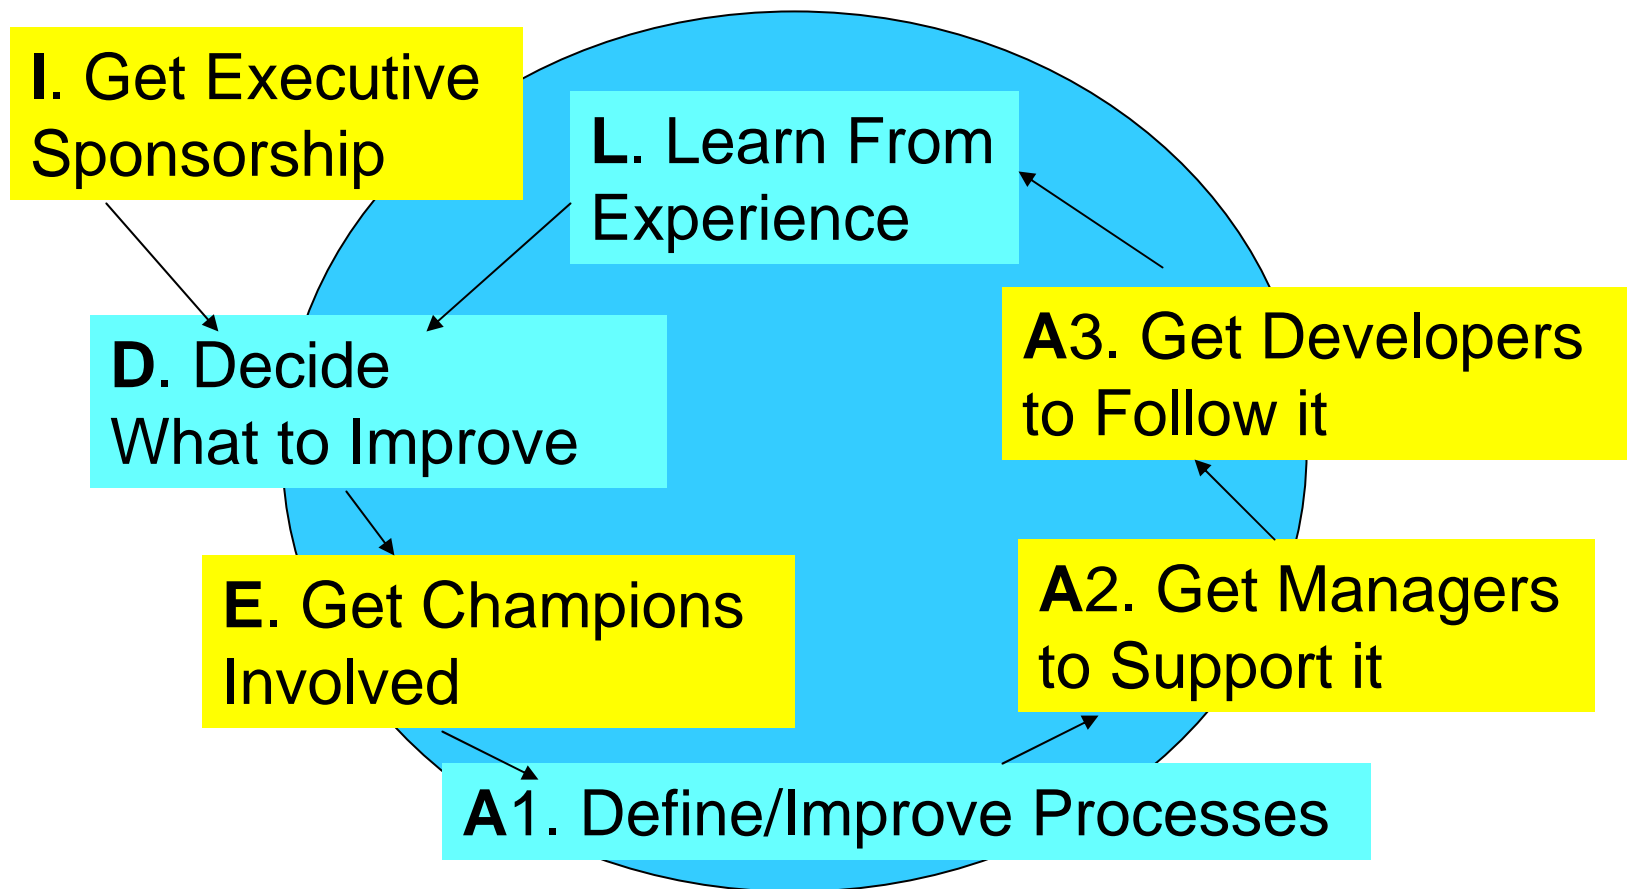 I. Get Executive
Sponsorship
L. Learn From
Experience
D. Decide
What to Improve
A3. Get Developers
to Follow it
E. Get Champions
Involved
A2. Get Managers
to Support it
A1. Define/Improve Processes